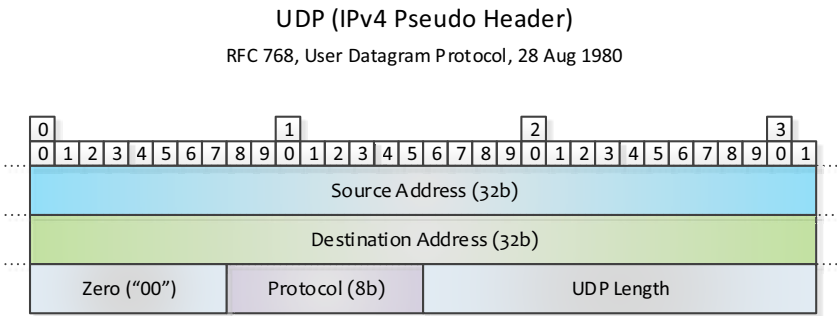 UDP (IPv4 Pseudo Header)
RFC 768, User Datagram Protocol, 28 Aug 1980
0 1 2 3
0 1 2 3 4 5 6 7 8 9 0 1 2 3 4 5 6 7 8 9 0 1 2 3 4 5 6 7 8 9 0 1
Source Address (32b)
Destination Address (32b)
Zero (“00”) Protocol (8b) UDP Length